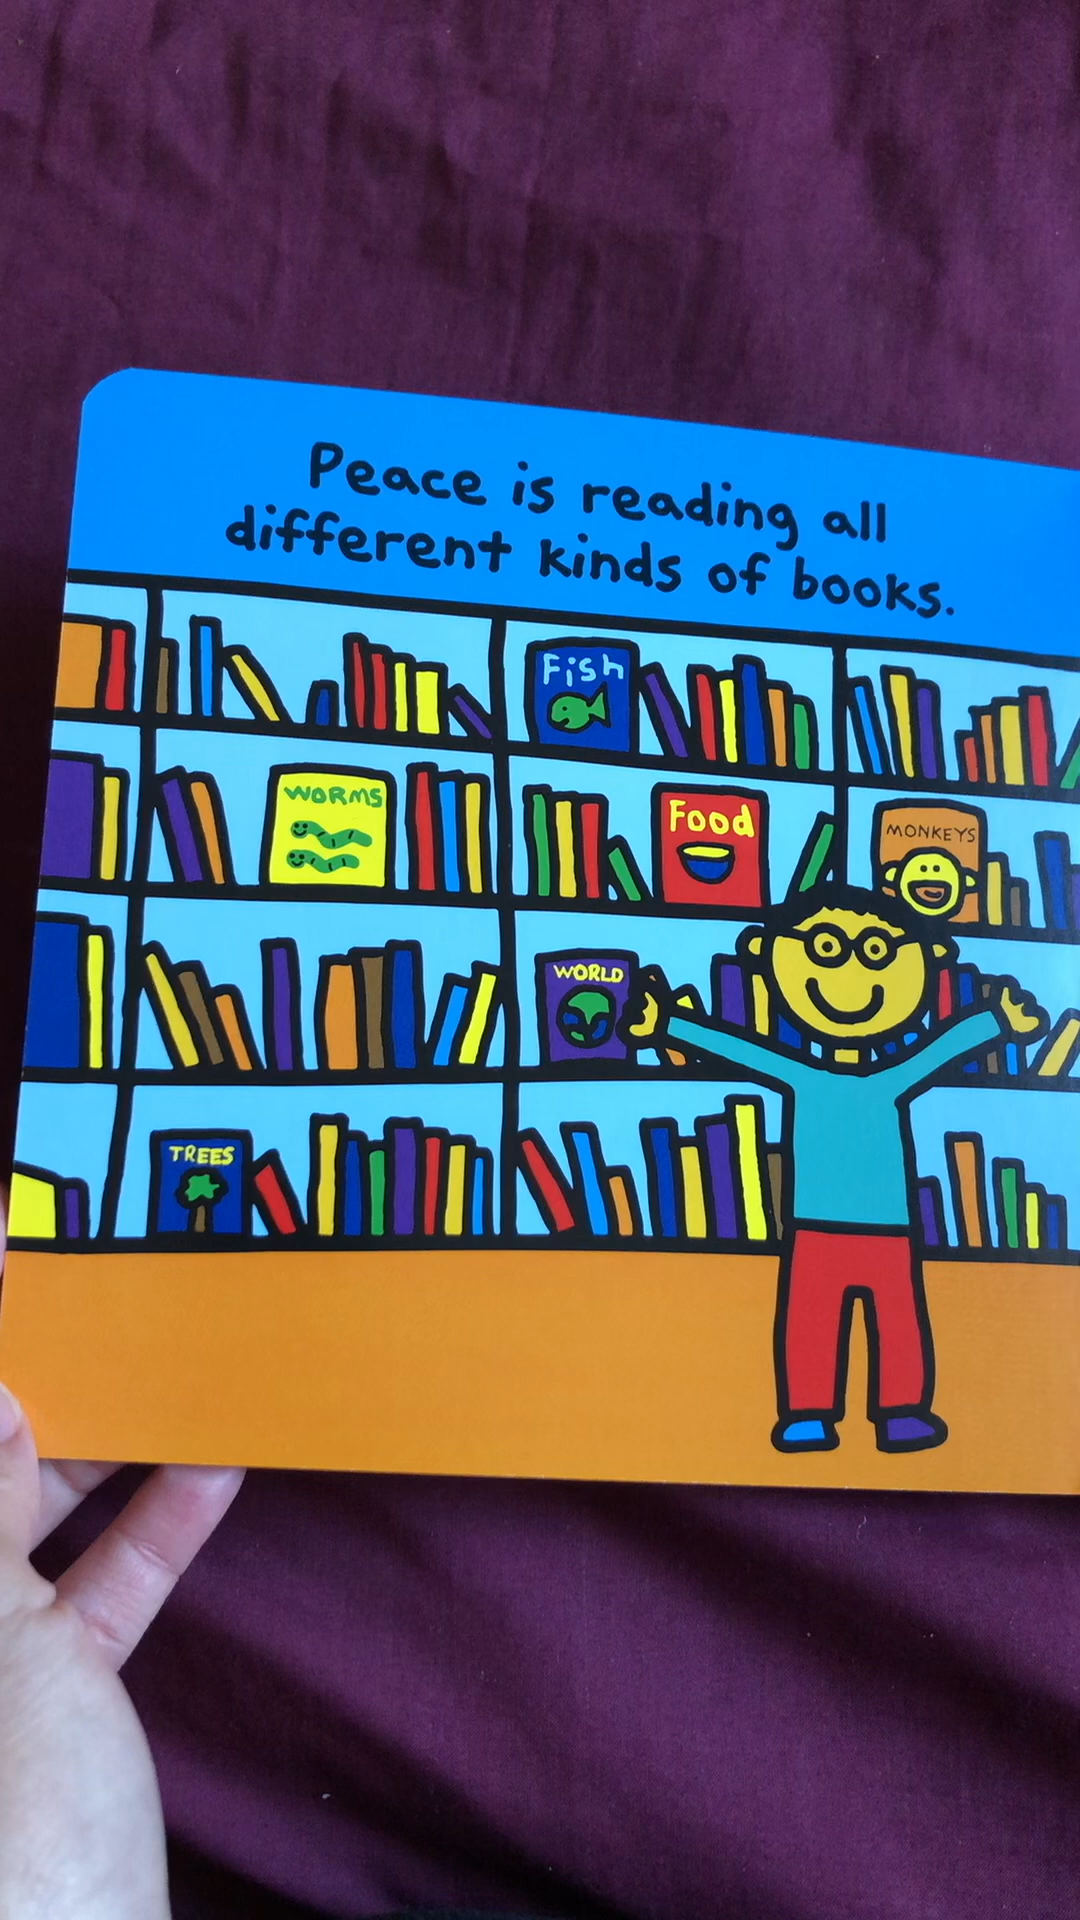 Peace is reading all
different kinds of books.
Fish
WORMS
Food
MONKEYS
WORLD
TREES